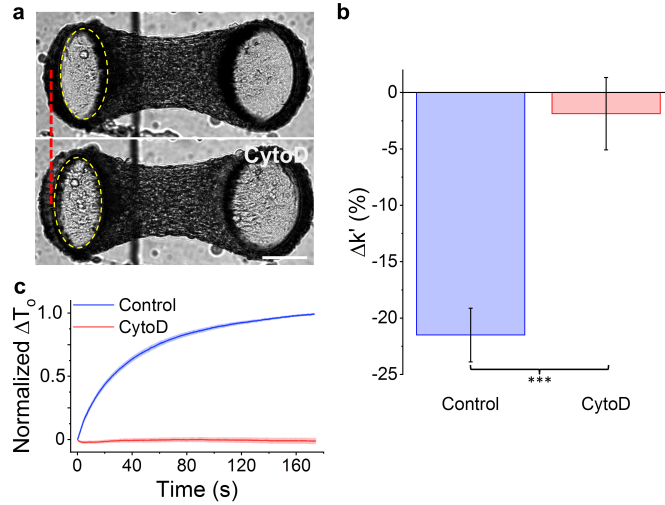 a
CytoD
b
0
-5
-10
-15
-20
-25
Δk' (%)
***
Control
CytoD
c
Control
CytoD
1.0
0.5
0
Normalized ΔTo
0
40
80
120
160
Time (s)